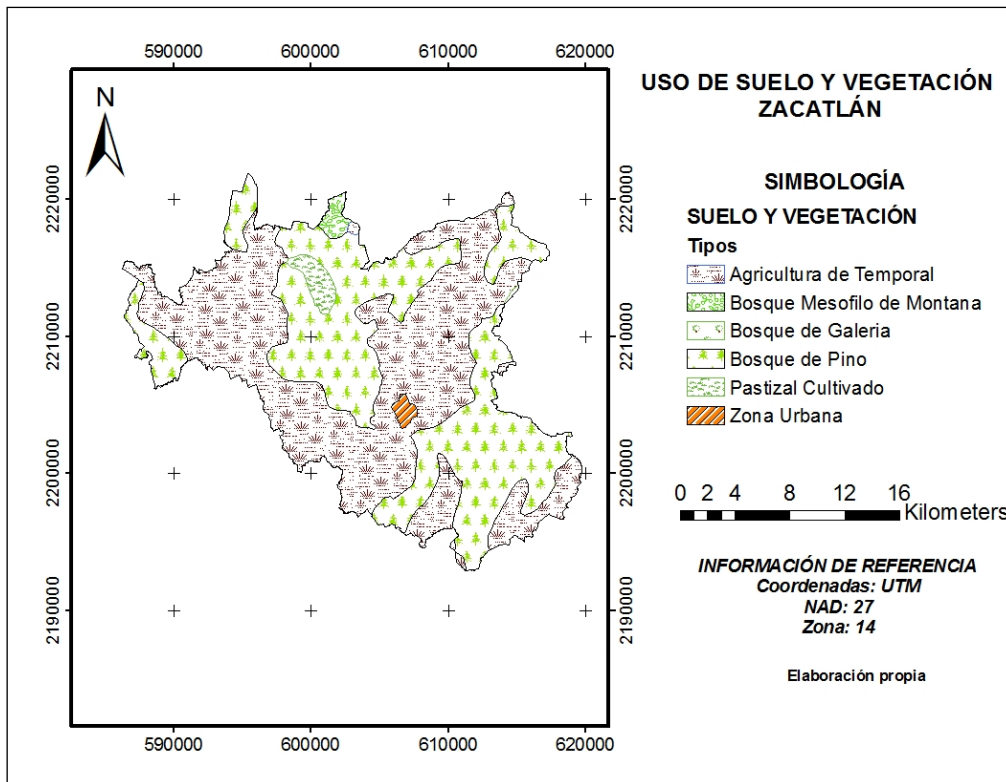 590000 600000 610000 620000
N
2220000
2210000
2200000
2190000
2220000
2210000
2200000
2190000
590000 600000 610000 620000
USO DE SUELO Y VEGETACIÓN
ZACATLÁN
SIMBOLOGÍA
SUELO Y VEGETACIÓN
Tipos
Agricultura de Temporal
Bosque Mesofilo de Montana
Bosque de Galeria
Bosque de Pino
Pastizal Cultivado
Zona Urbana
0 2 4 8 12 16
Kilometers
INFORMACIÓN DE REFERENCIA
Coordenadas: UTM
NAD: 27
Zona: 14
Elaboración propia